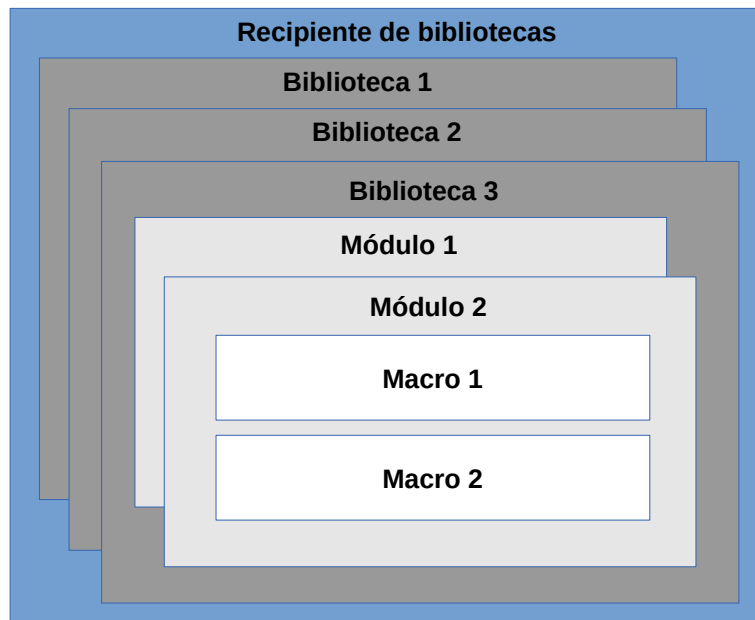 Recipiente de bibliotecas
Biblioteca 1
Biblioteca 2
Biblioteca 3
Módulo 1
Módulo 2
Macro 1
Macro 2